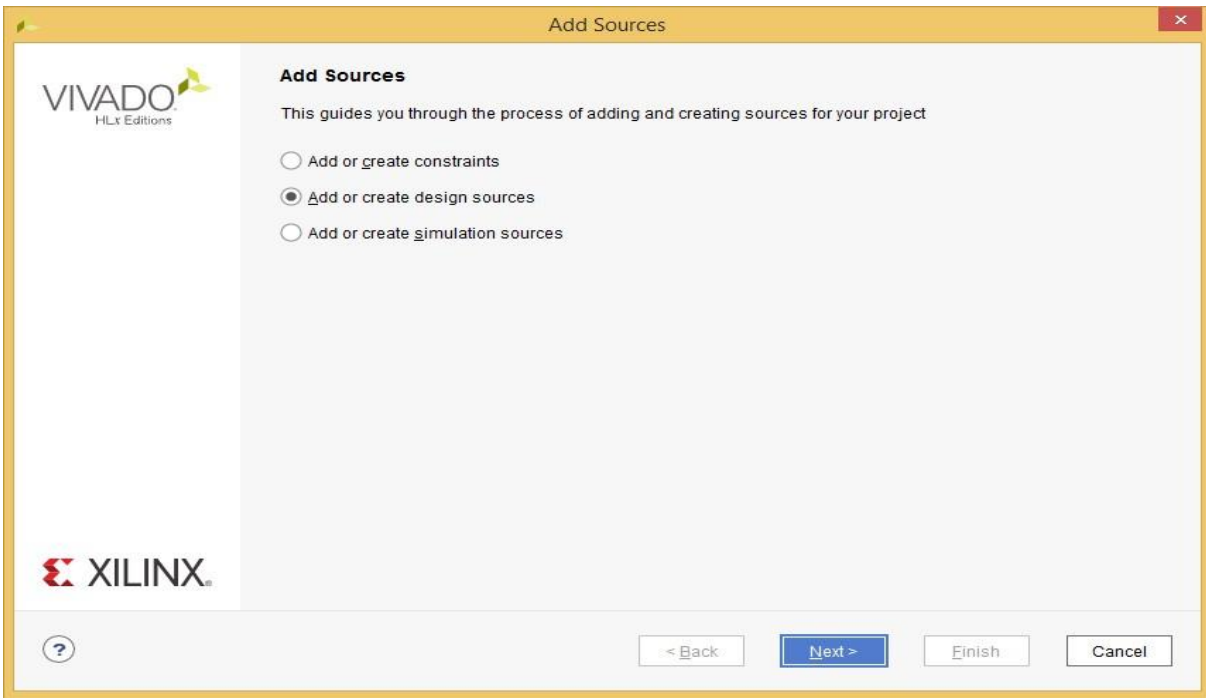 Add Sources
VIVADO
HLx Editions
Add Sources
This guides you through the process of adding and creating sources for your project
Add or create constraints
Add or create design sources
Add or create simulation sources
XILINX
?
< Back
Next >
Finish
Cancel